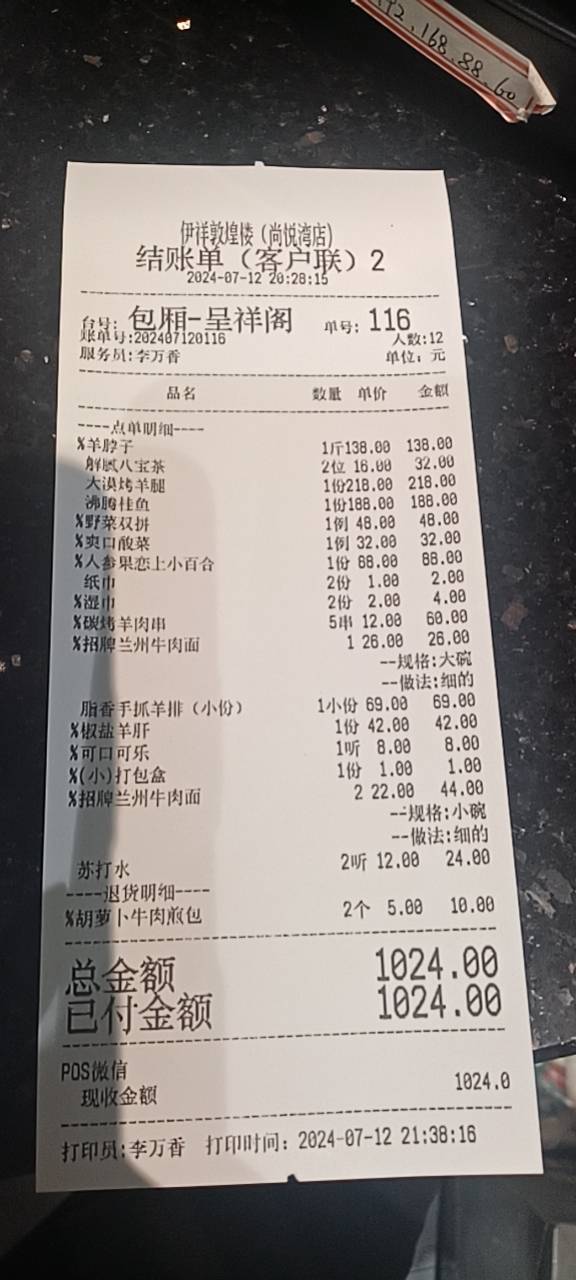 192.168.88.60
伊祥敦煌楼（尚悦湾店）
结账单（客户联）2
2024-07-12 20:28:15
台号：包厢-呈祥阁 单号：116
账单号:202407120116 人数:12
服务员:李万香 单位：元
品名 数量 单价 金额
----点单明细----
%羊脖子 1斤138.00 138.00
解腻八宝茶 2位 16.00 32.00
大漠烤羊腿 1份218.00 218.00
沸腾桂鱼 1份188.00 188.00
%野菜双拼 1例 48.00 48.00
%爽口酸菜 1例 32.00 32.00
%人参果恋上小百合 1份 88.00 88.00
纸巾 2份 1.00 2.00
%湿巾 2份 2.00 4.00
%碳烤羊肉串 5串 12.00 60.00
%招牌兰州牛肉面 1 26.00 26.00
--规格:大碗
--做法:细的
脂香手抓羊排（小份） 1小份 69.00 69.00
%椒盐羊肝 1份 42.00 42.00
%可口可乐 1听 8.00 8.00
%(小)打包盒 1份 1.00 1.00
%招牌兰州牛肉面 2 22.00 44.00
--规格:小碗
--做法:细的
苏打水 2听 12.00 24.00
----退货明细----
%胡萝卜牛肉煎包 2个 5.00 10.00
总金额 1024.00
已付金额 1024.00
POS微信
现收金额 1024.0
打印员:李万香 打印时间：2024-07-12 21:38:16